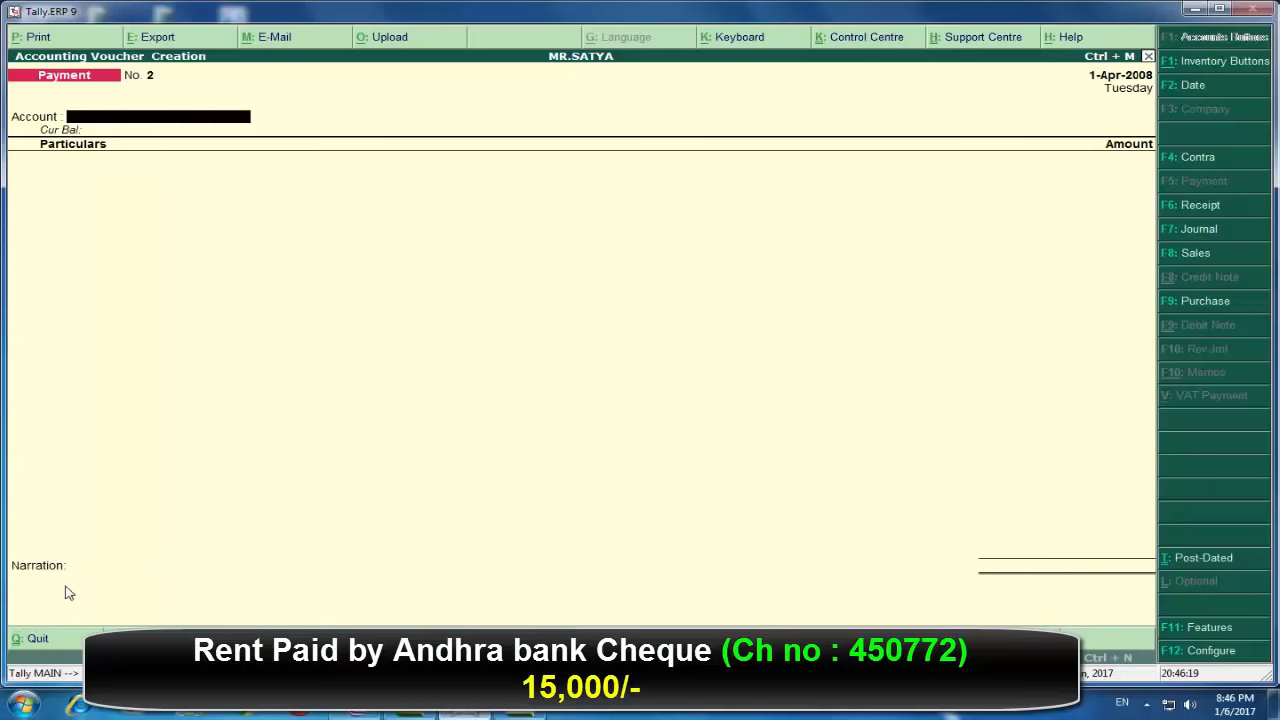 Tally.ERP 9
P: Print E: Export M: E-Mail O: Upload G: Language K: Keyboard K: Control Centre H: Support Centre H: Help
Accounting Voucher Creation MR.SATYA Ctrl + M
Payment No. 2 1-Apr-2008
Tuesday
Account :
Cur Bal:
Particulars Amount
Narration:
Q: Quit
Ctrl + N
Tally MAIN --> n, 2017 20:46:19
F1: Accounts Buttons
F1: Inventory Buttons
F2: Date
F3: Company
F4: Contra
F5: Payment
F6: Receipt
F7: Journal
F8: Sales
F8: Credit Note
F9: Purchase
F9: Debit Note
F10: Rev Jrnl
F10: Memos
V: VAT Payment
T: Post-Dated
L: Optional
F11: Features
F12: Configure
Rent Paid by Andhra bank Cheque (Ch no : 450772)
15,000/-
EN 8:46 PM
1/6/2017